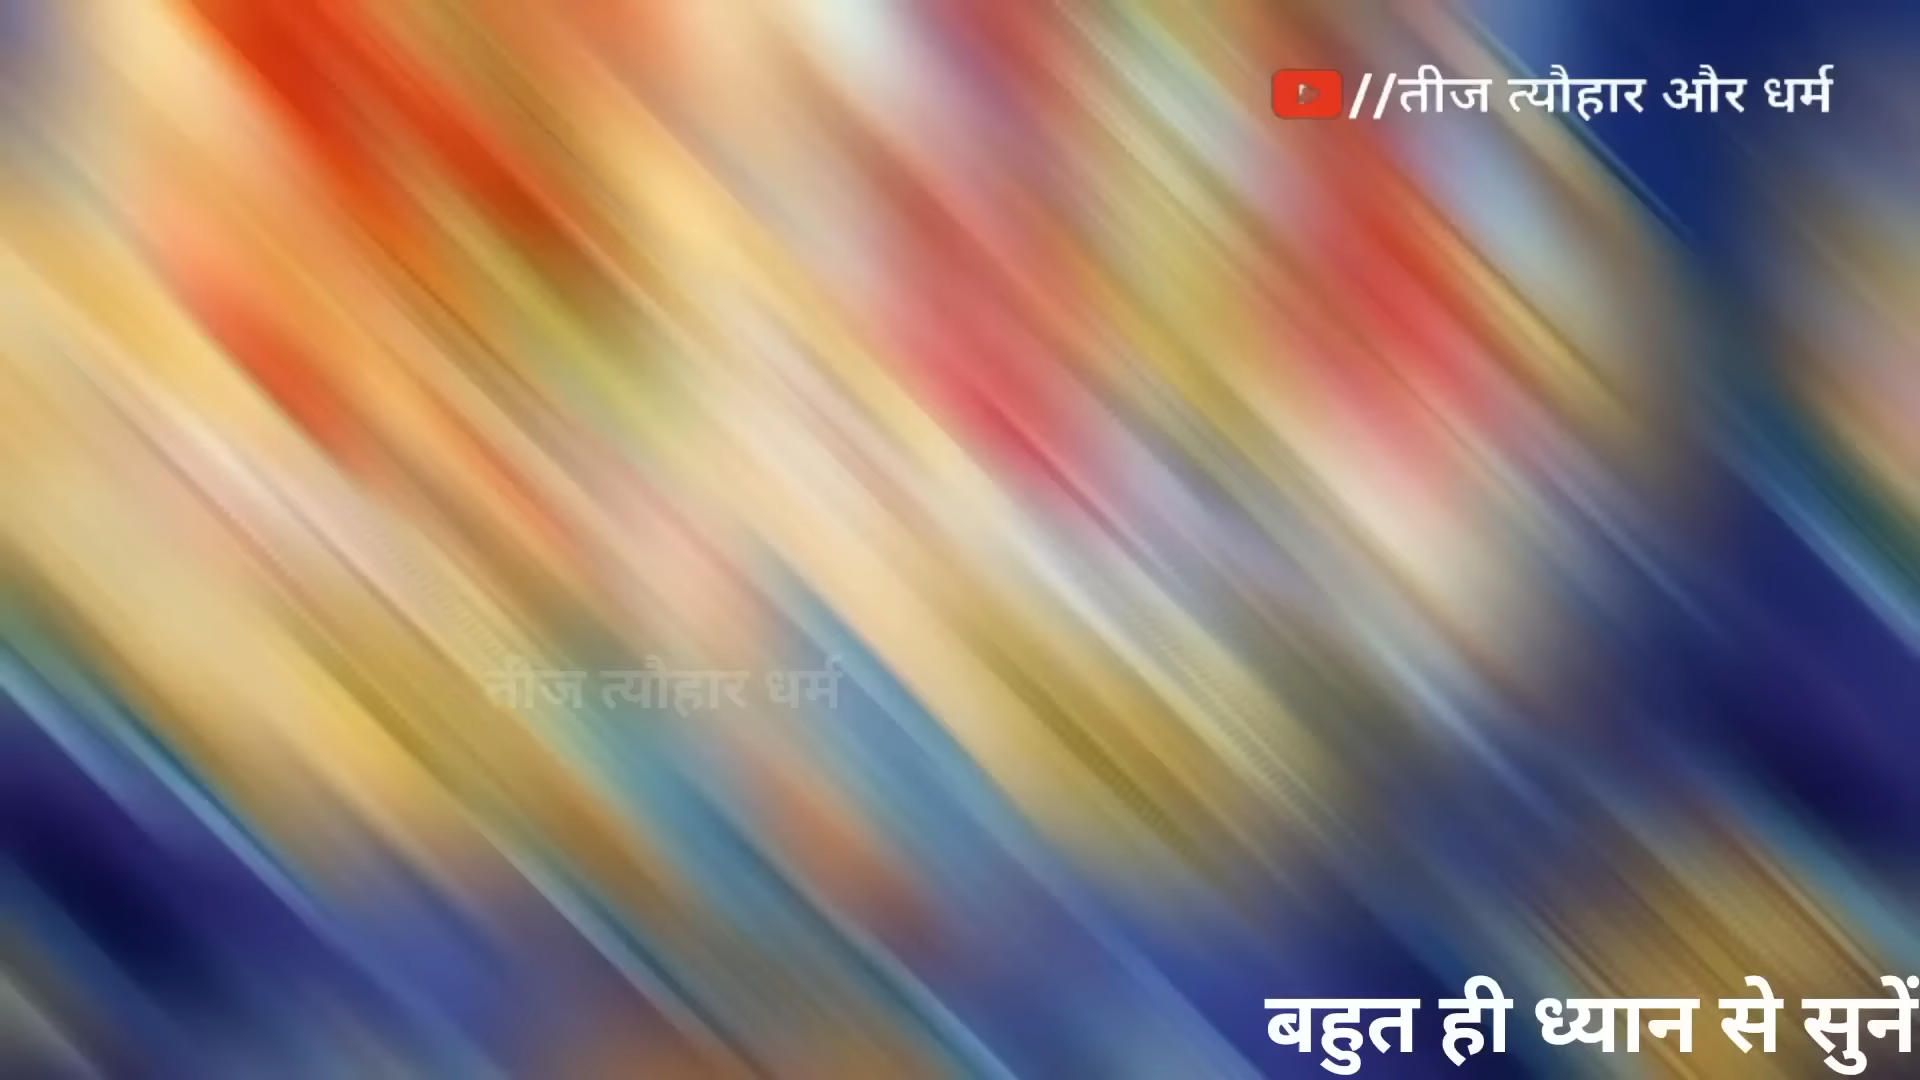 //तीज त्यौहार और धर्म
तीज त्यौहार धर्म
बहुत ही ध्यान से सुनें